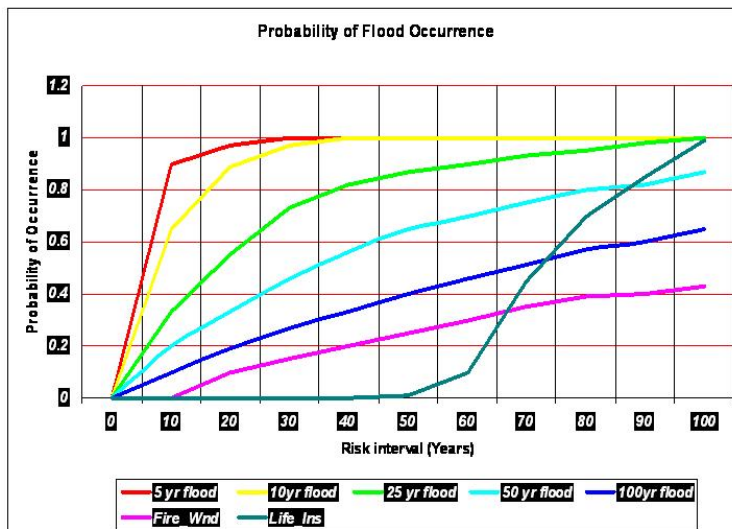 Probability of Flood Occurrence
1.2
1
0.8
0.6
0.4
0.2
0
Probability of Occurrence
0 10 20 30 40 50 60 70 80 90 100
Risk interval (Years)
5 yr flood 10yr flood 25 yr flood 50 yr flood 100yr flood
Fire_Wnd Life_Ins